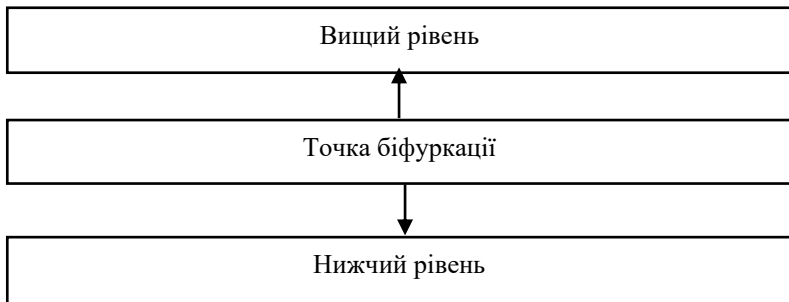 Вищий рівень
Точка біфуркації
Нижчий рівень